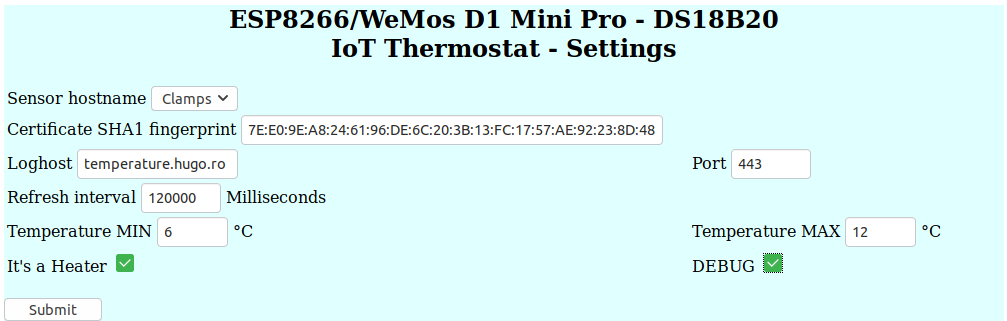 ESP8266/WeMos D1 Mini Pro - DS18B20
IoT Thermostat - Settings
Sensor hostname Clamps
Certificate SHA1 fingerprint 7E:E0:9E:A8:24:61:96:DE:6C:20:3B:13:FC:17:57:AE:92:23:8D:48
Loghost temperature.hugo.ro Port 443
Refresh interval 120000 Milliseconds
Temperature MIN 6 °C Temperature MAX 12 °C
It's a Heater DEBUG
Submit